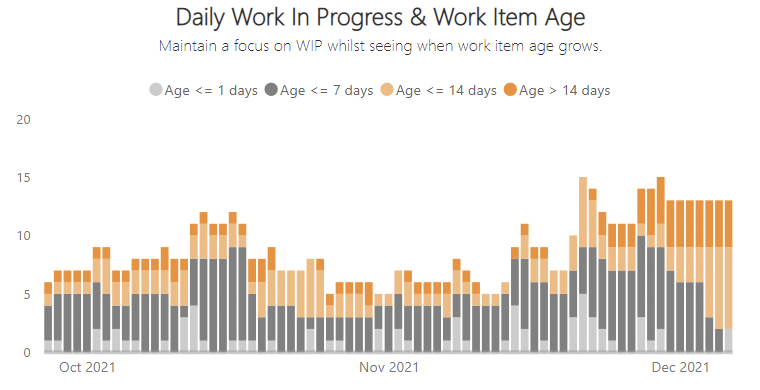 Daily Work In Progress & Work Item Age
Maintain a focus on WIP whilst seeing when work item age grows.
Age <= 1 days Age <= 7 days Age <= 14 days Age > 14 days
20
15
10
5
0
Oct 2021 Nov 2021 Dec 2021